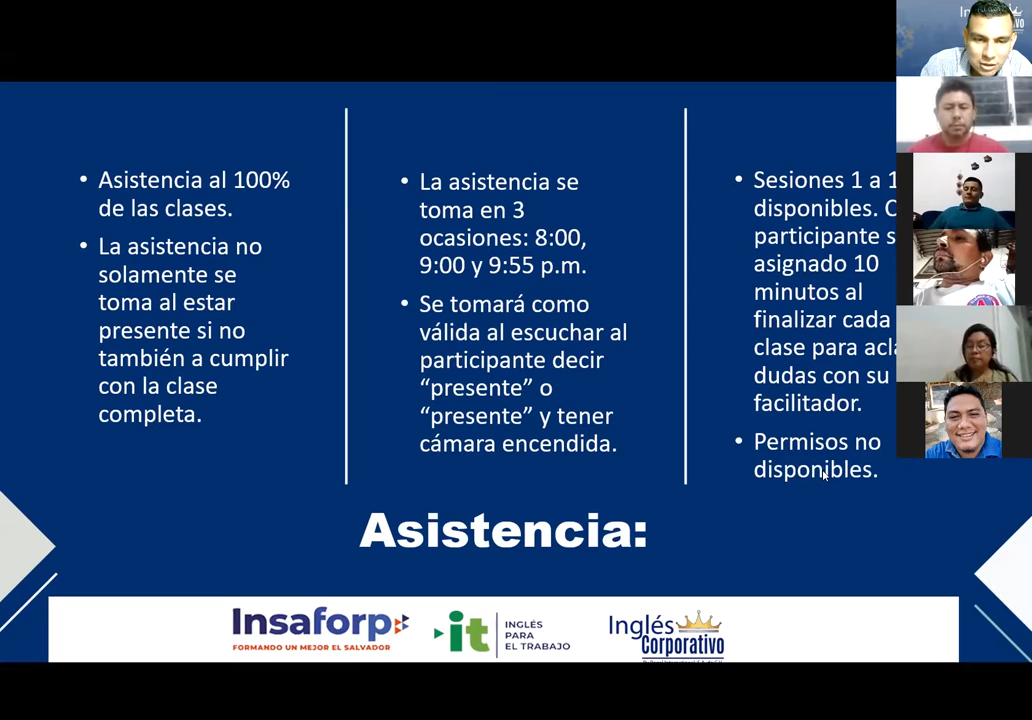 Asistencia al 100%
de las clases.
La asistencia no
solamente se
toma al estar
presente si no
también a cumplir
con la clase
completa.
La asistencia se
toma en 3
ocasiones: 8:00,
9:00 y 9:55 p.m.
Se tomará como
válida al escuchar al
participante decir
“presente” o
“presente” y tener
cámara encendida.
Sesiones 1 a 1
disponibles.
participante
asignado 10
minutos al
finalizar cada
clase para
dudas con su
facilitador.
Permisos no
disponibles.
Asistencia:
Insaforp
FORMANDO UN MEJOR EL SALVADOR
it
INGLÉS
PARA
EL TRABAJO
Inglés
Corporativo